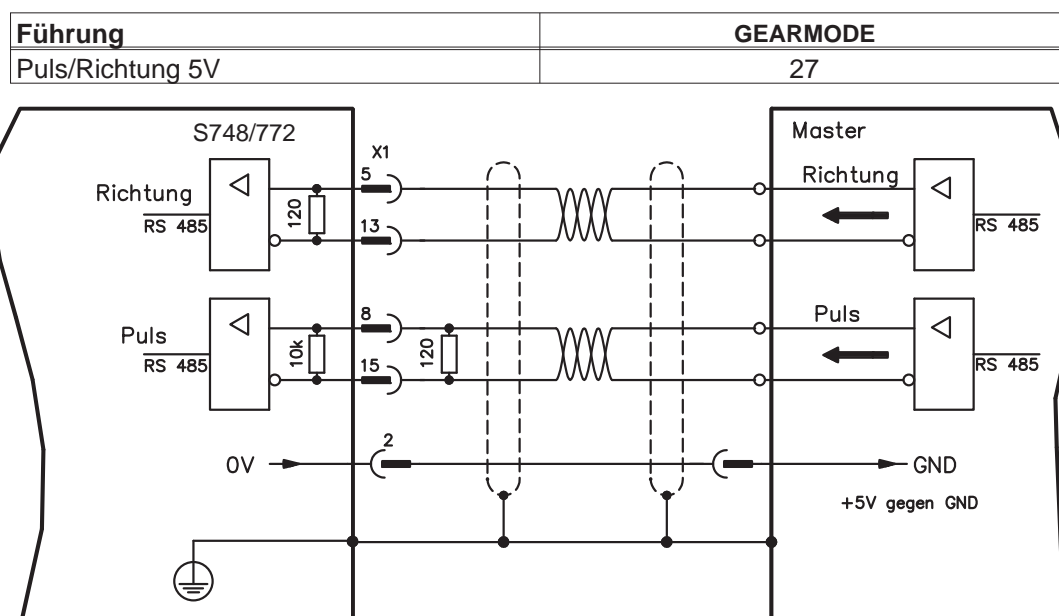 Führung GEARMODE
Puls/Richtung 5V 27
S748/772
Master
X1
Richtung
RS 485
120
5
13
Richtung
RS 485
Puls
RS 485
10k
8
15
120
Puls
RS 485
0V
2
GND
+5V gegen GND